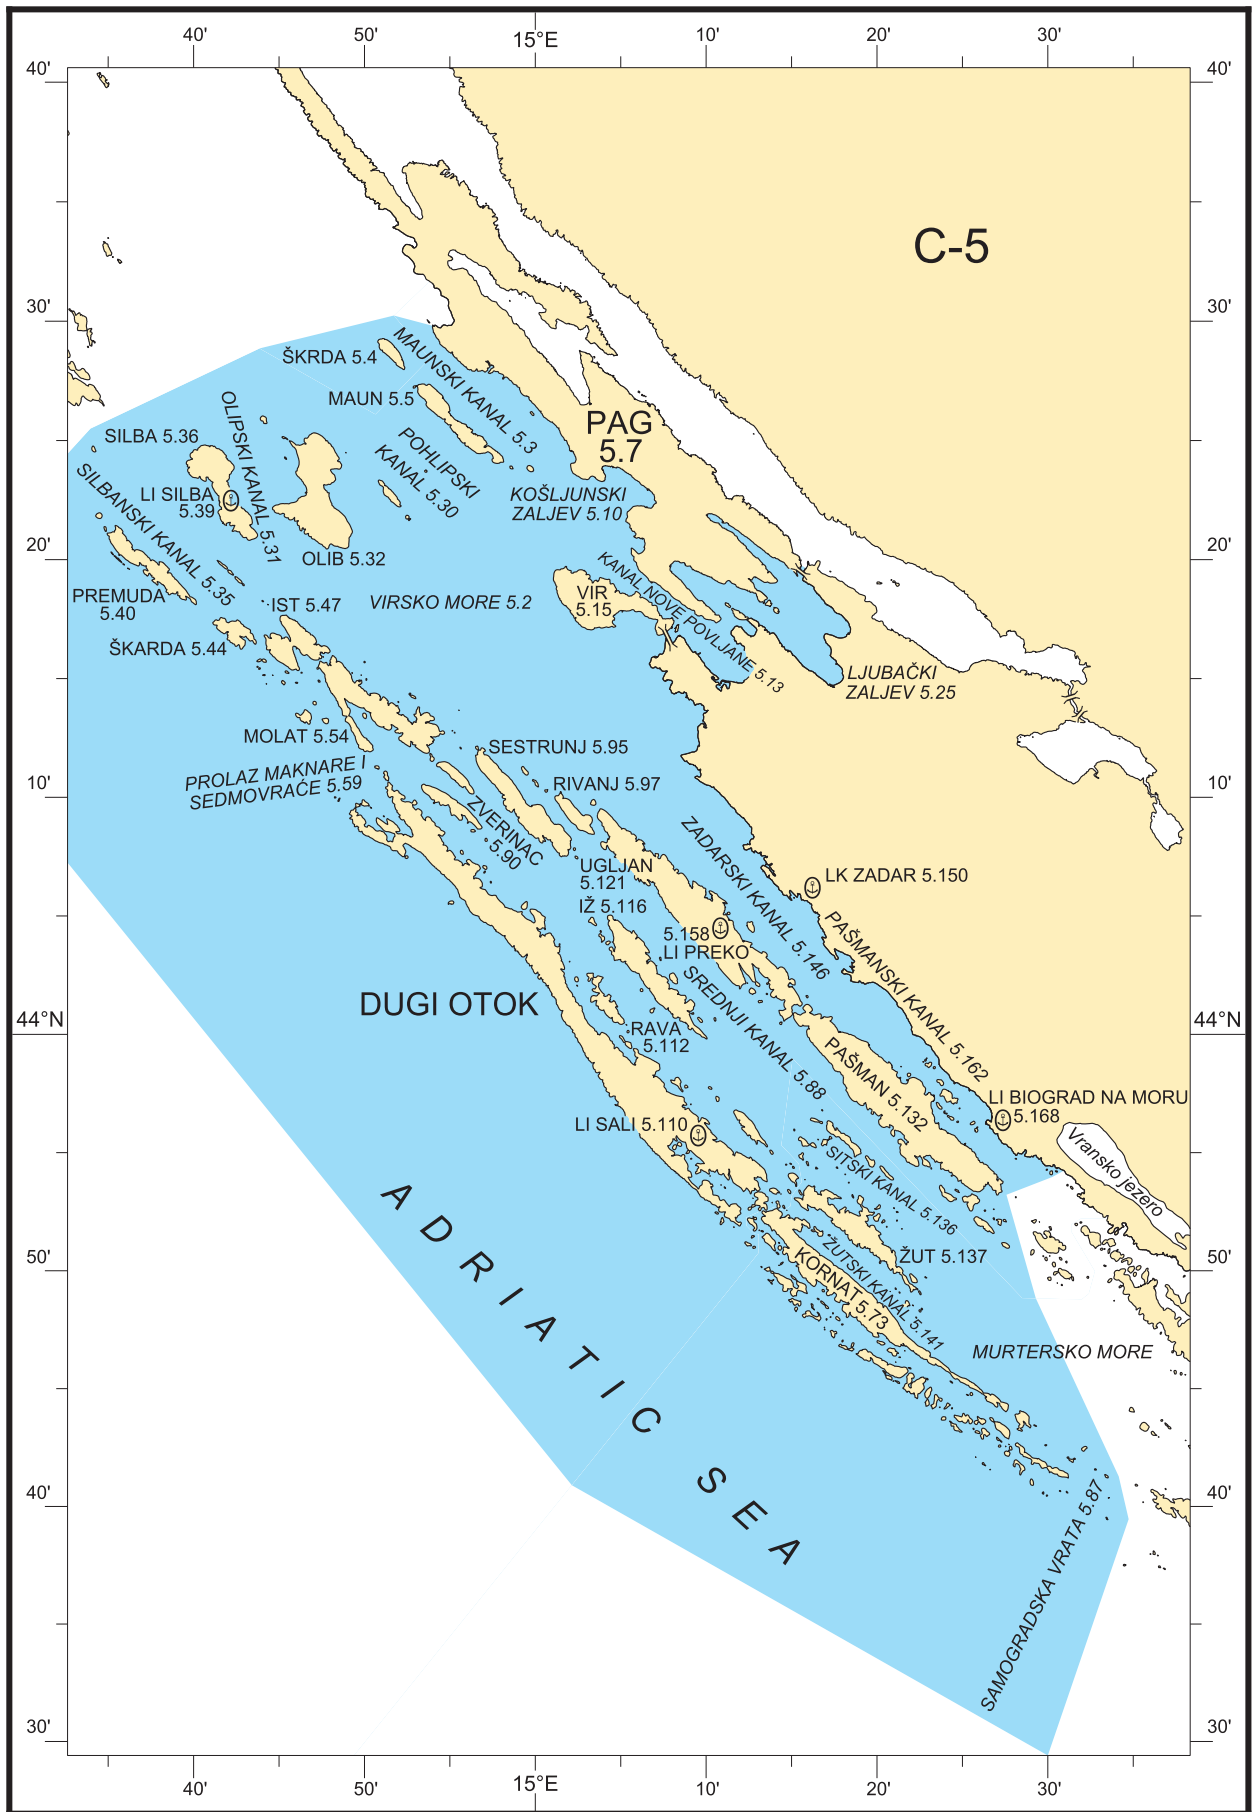 40'
50'
15°E
10'
20'
30'
40'
40'
C-5
30'
30'
ŠKRDA 5.4
MAUNSKI KANAL 5.3
MAUN 5.5
PAG
5.7
SILBA 5.36
OLIPSKI KANAL 5.31
POHLIPSKI
KANAL 5.30
SILBANSKI KANAL 5.35
LI SILBA
5.39
KOŠLJUNSKI
ZALJEV 5.10
20'
20'
OLIB 5.32
KANAL NOVE POVLJANE 5.13
PREMUDA
5.40
IST 5.47
VIRSKO MORE 5.2
VIR
5.15
ŠKARDA 5.44
LJUBAČKI
ZALJEV 5.25
MOLAT 5.54
SESTRUNJ 5.95
PROLAZ MAKNARE I
SEDMOVRAĆE 5.59
RIVANJ 5.97
10'
10'
ZVERINAC
5.90
ZADARSKI KANAL 5.146
UGLJAN
5.121
LK ZADAR 5.150
IŽ 5.116
5.158
LI PREKO
PAŠMANSKI KANAL 5.162
SREDNJI KANAL 5.88
DUGI OTOK
44°N
44°N
RAVA
5.112
PAŠMAN 5.132
LI BIOGRAD NA MORU
5.168
LI SALI 5.110
Vransko jezero
SITSKI KANAL 5.136
ADRIATIC SEA
ŽUT 5.137
ŽUTSKI KANAL 5.141
KORNAT 5.73
50'
50'
MURTERSKO MORE
40'
40'
SAMOGRADSKA VRATA 5.87
30'
30'
40'
50'
15°E
10'
20'
30'